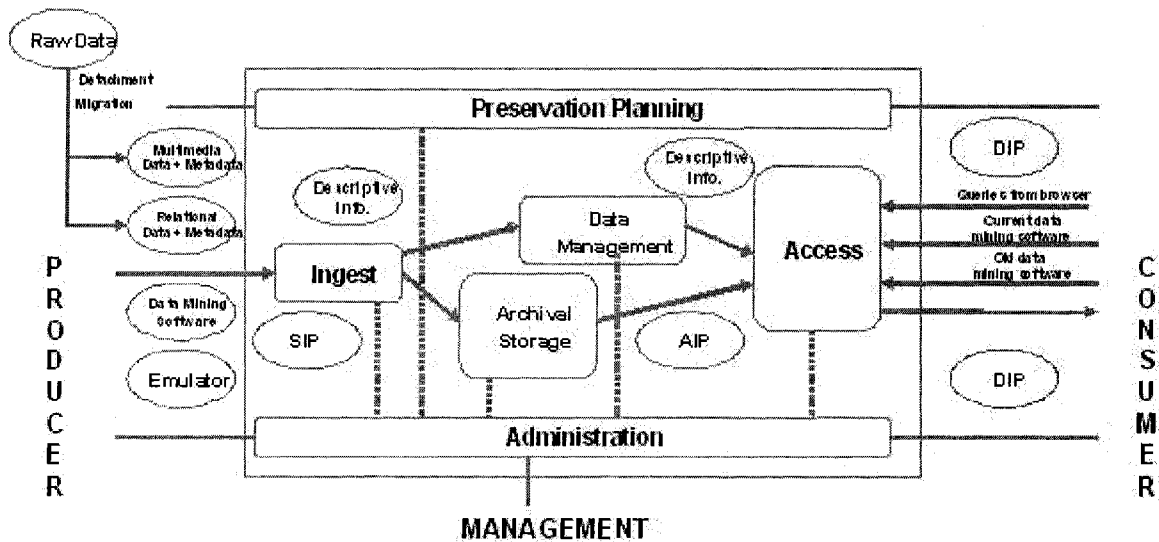 Raw Data
Detachment
Migration
Preservation Planning
Multimedia
Data + Metadata
Relational
Data + Metadata
Descriptive
Info.
Descriptive
Info.
DIP
Data
Management
Access
Queries from browser
Current data
mining software
Old data
mining software
Ingest
PRODUCER
Data Mining
Software
SIP
Archival
Storage
AIP
Emulator
DIP
CONSUMER
Administration
MANAGEMENT